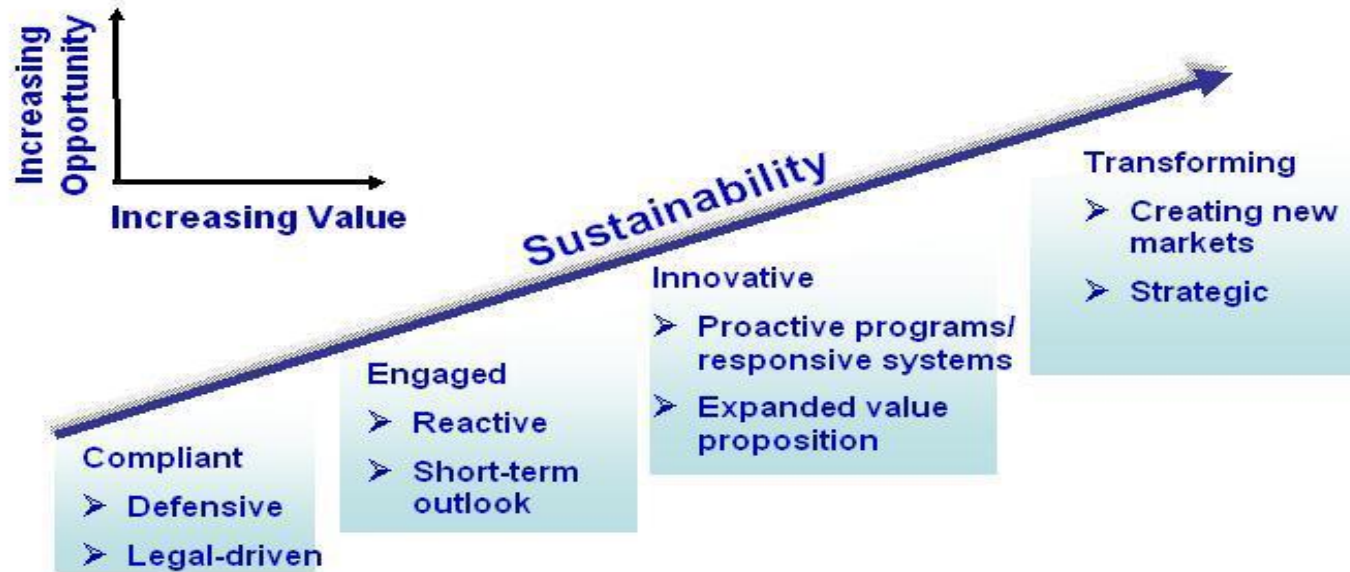 Increasing
Opportunity
Increasing Value
Sustainability
Compliant
➢ Defensive
➢ Legal-driven
Engaged
➢ Reactive
➢ Short-term
outlook
Innovative
➢ Proactive programs/
responsive systems
➢ Expanded value
proposition
Transforming
➢ Creating new
markets
➢ Strategic